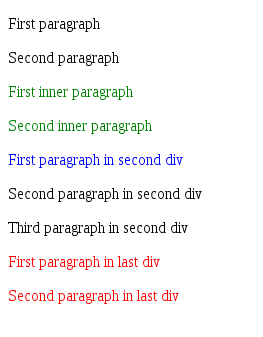 First paragraph
Second paragraph
First inner paragraph
Second inner paragraph
First paragraph in second div
Second paragraph in second div
Third paragraph in second div
First paragraph in last div
Second paragraph in last div